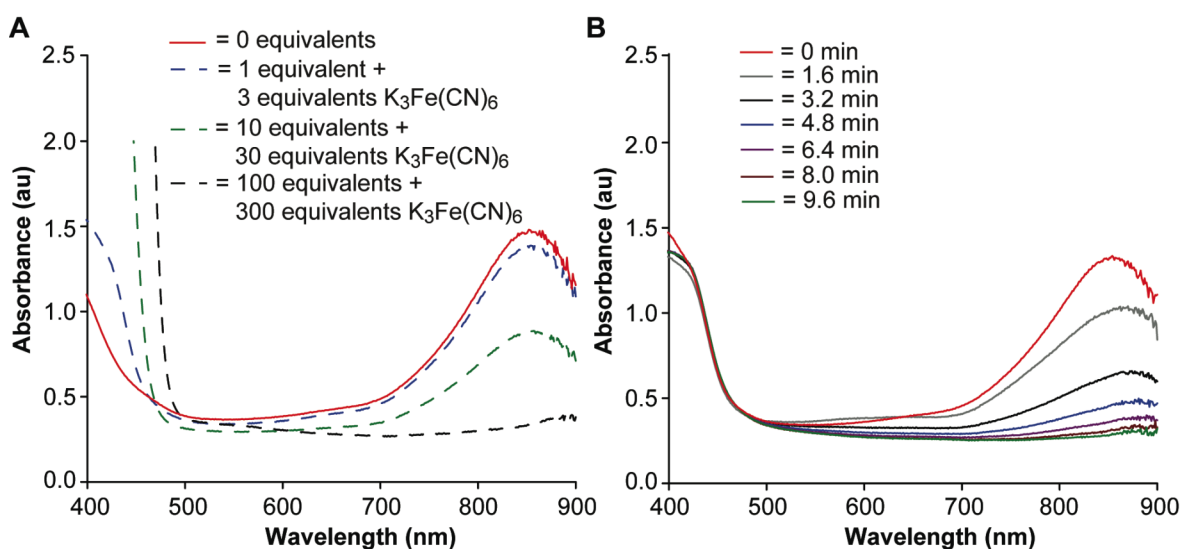 A
= 0 equivalents
= 1 equivalent +
3 equivalents K₃Fe(CN)₆
= 10 equivalents +
30 equivalents K₃Fe(CN)₆
= 100 equivalents +
300 equivalents K₃Fe(CN)₆
2.5
2.0
1.5
1.0
0.5
0.0
Absorbance (au)
400 500 600 700 800 900
Wavelength (nm)
B
= 0 min
= 1.6 min
= 3.2 min
= 4.8 min
= 6.4 min
= 8.0 min
= 9.6 min
2.5
2.0
1.5
1.0
0.5
0.0
Absorbance (au)
400 500 600 700 800 900
Wavelength (nm)